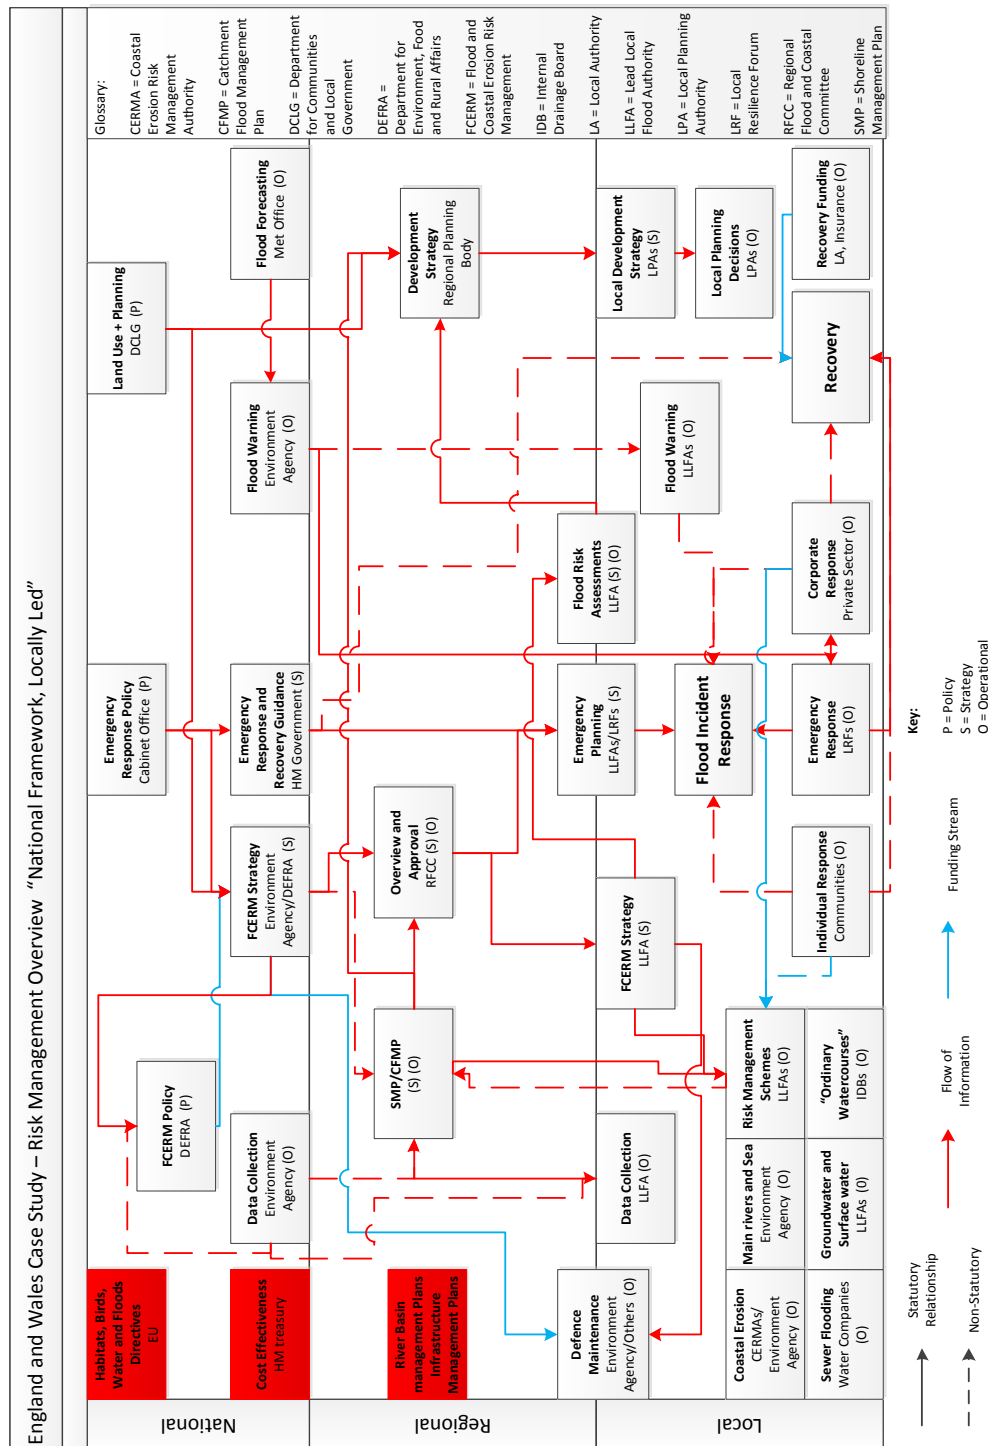 England and Wales Case Study – Risk Management Overview “National Framework, Locally Led”
National
Habitats, Birds,
Water and Floods
Directives
EU
FCERM Policy
DEFRA (P)
Emergency
Response Policy
Cabinet Office (P)
Land Use + Planning
DCLG (P)
Cost Effectiveness
HM treasury
Data Collection
Environment
Agency (O)
FCERM Strategy
Environment
Agency/DEFRA (S)
Emergency
Response and
Recovery Guidance
HM Government (S)
Flood Warning
Environment
Agency (O)
Flood Forecasting
Met Office (O)
Regional
River Basin
management Plans
Infrastructure
Management Plans
SMP/CFMP
(S) (O)
Overview and
Approval
RFCC (S) (O)
Development
Strategy
Regional Planning
Body
Defence
Maintenance
Environment
Agency/Others (O)
Data Collection
LLFA (O)
FCERM Strategy
LLFA (S)
Emergency
Planning
LLFAs/LRFs (S)
Flood Risk
Assessments
LLFA (S) (O)
Flood Warning
LLFAs (O)
Local Development
Strategy
LPAs (S)
Local
Flood Incident
Response
Local Planning
Decisions
LPAs (O)
Coastal Erosion
CERMAs/
Environment
Agency (O)
Main rivers and Sea
Environment
Agency (O)
Risk Management
Schemes
LLFAs (O)
Sewer Flooding
Water Companies
(O)
Groundwater and
Surface water
LLFAs (0)
“Ordinary
Watercourses”
IDBs (O)
Individual Response
Communities (O)
Emergency
Response
LRFs (O)
Corporate
Response
Private Sector (O)
Recovery
Recovery Funding
LA, Insurance (O)
Glossary:
CERMA = Coastal
Erosion Risk
Management
Authority
CFMP = Catchment
Flood Management
Plan
DCLG = Department
for Communities
and Local
Government
DEFRA =
Department for
Environment, Food
and Rural Affairs
FCERM = Flood and
Coastal Erosion Risk
Management
IDB = Internal
Drainage Board
LA = Local Authority
LLFA = Lead Local
Flood Authority
LPA = Local Planning
Authority
LRF = Local
Resilience Forum
RFCC = Regional
Flood and Coastal
Committee
SMP = Shoreline
Management Plan
Statutory
Relationship
Non-Statutory
Flow of
Information
Funding Stream
Key:
P = Policy
S = Strategy
O = Operational